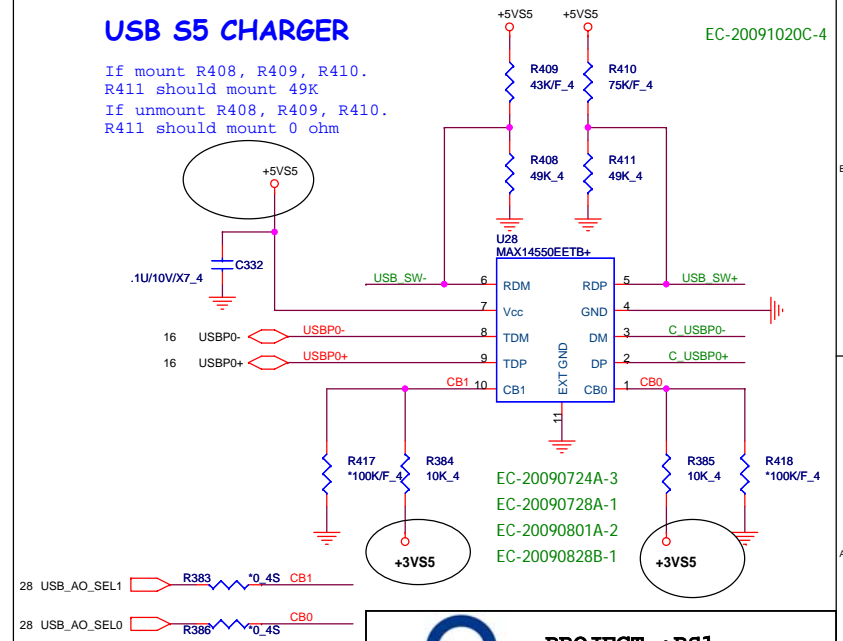 USB S5 CHARGER
If mount R408, R409, R410.
R411 should mount 49K
If unmount R408, R409, R410.
R411 should mount 0 ohm
+5VS5
+5VS5
EC-20091020C-4
R409
43K/F_4
R410
75K/F_4
R408
49K_4
R411
49K_4
+5VS5
C332
.1U/10V/X7_4
U28
MAX14550EETB+
USB_SW-
6
RDM
RDP
5
USB_SW+
7
Vcc
GND
4
16
USBP0-
USBP0-
8
TDM
DM
3
C_USBP0-
16
USBP0+
USBP0+
9
TDP
DP
2
C_USBP0+
CB1
10
CB1
EXT GND
CB0
1
CB0
11
R417
*100K/F_4
R384
10K_4
R385
10K_4
R418
*100K/F_4
EC-20090724A-3
EC-20090728A-1
EC-20090801A-2
EC-20090828B-1
+3VS5
+3VS5
28
USB_AO_SEL1
R383
*0_4S
CB1
28
USB_AO_SEL0
R386
*0_4S
CB0
B
A